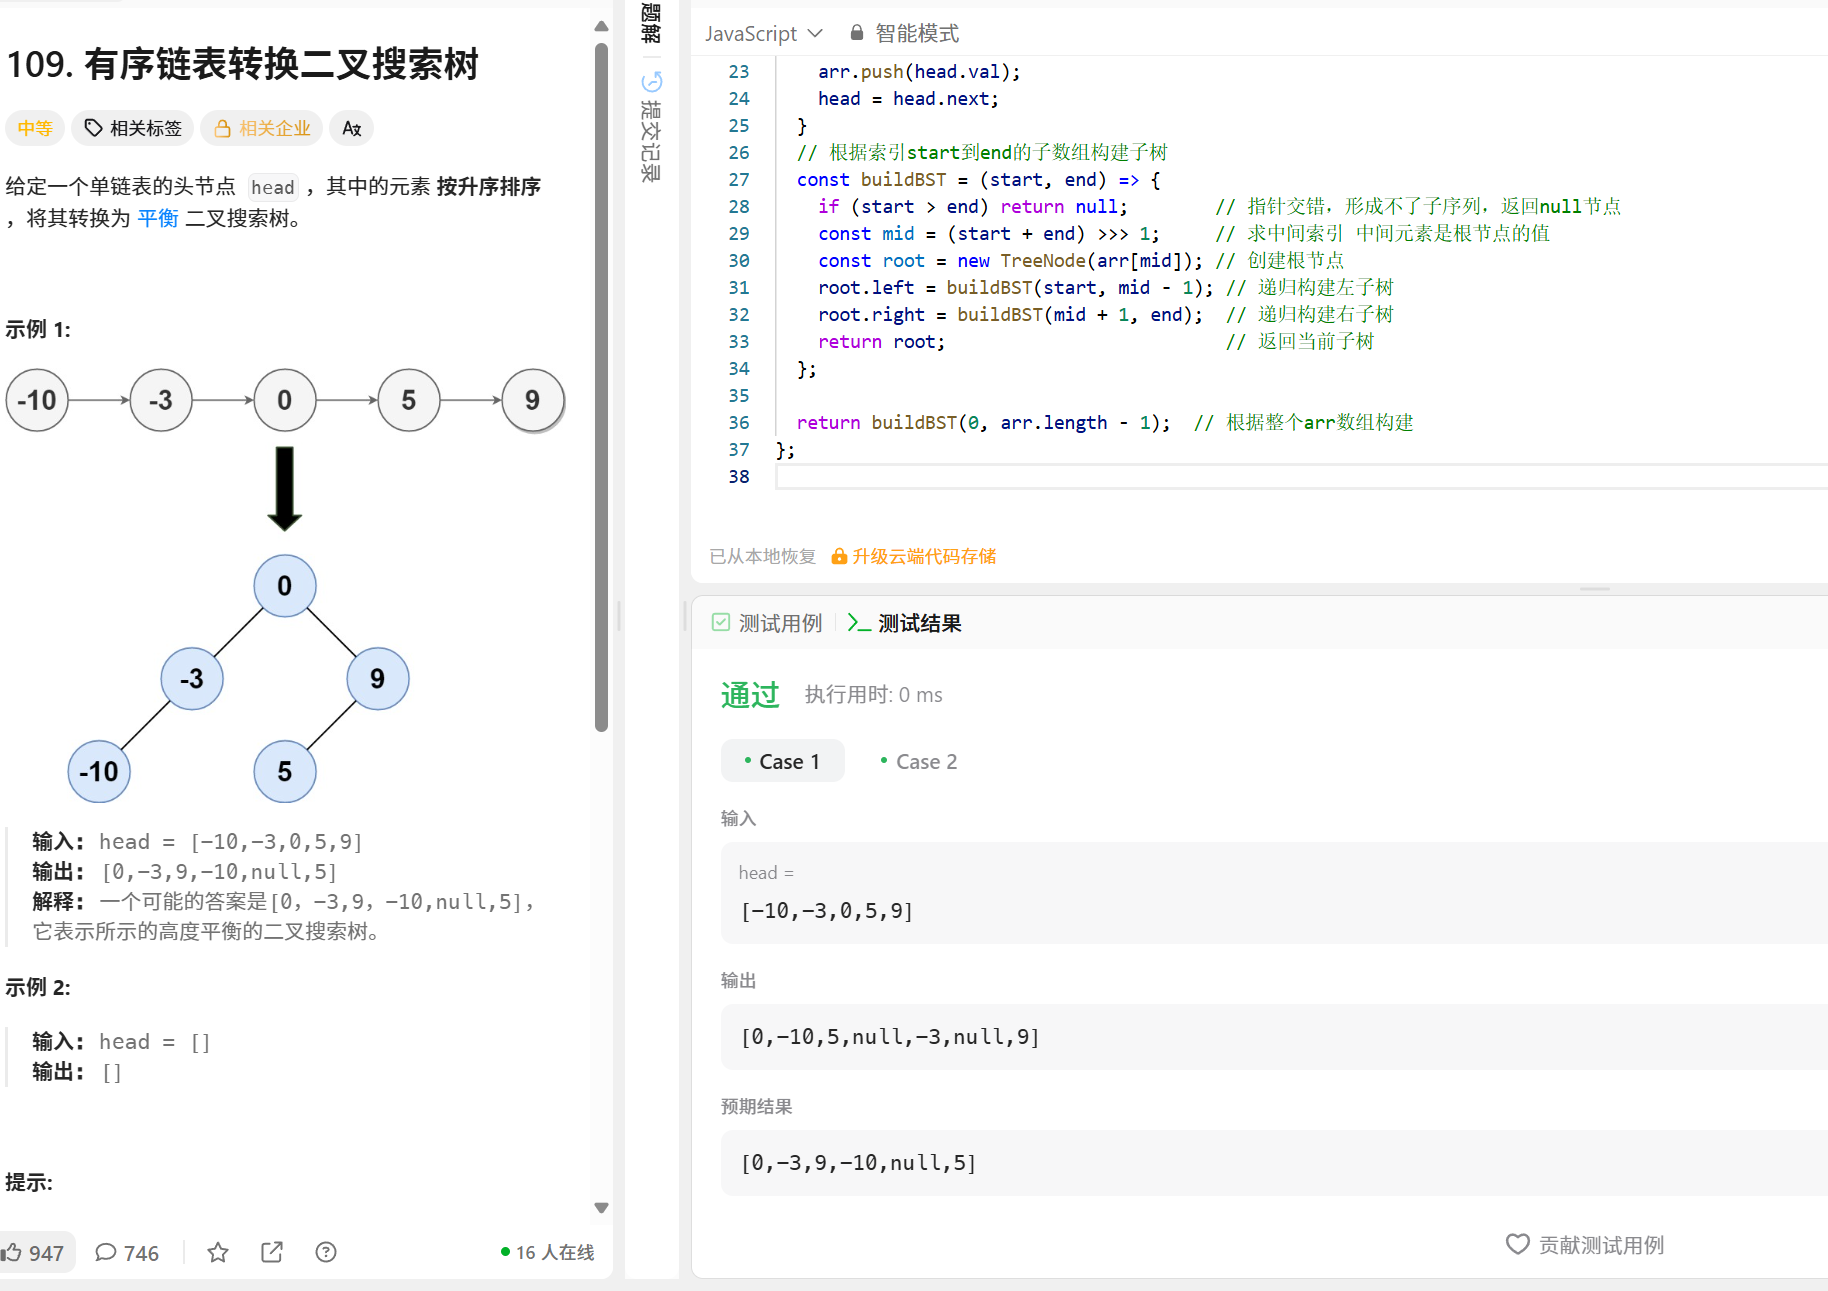 109. 有序链表转换二叉搜索树
中等
相关标签
相关企业
给定一个单链表的头节点 head ，其中的元素 按升序排序
，将其转换为 平衡 二叉搜索树。
示例 1:
-10 -3 0 5 9
0
-3 9
-10 5
输入： head = [-10,-3,0,5,9]
输出： [0,-3,9,-10,null,5]
解释： 一个可能的答案是[0，-3,9，-10,null,5]，
它表示所示的高度平衡的二叉搜索树。
示例 2:
输入： head = []
输出： []
提示:
947 746
16 人在线
题解
提交记录
JavaScript 智能模式
23 arr.push(head.val);
24 head = head.next;
25 }
26 // 根据索引start到end的子数组构建子树
27 const buildBST = (start, end) => {
28 if (start > end) return null; // 指针交错，形成不了子序列，返回null节点
29 const mid = (start + end) >>> 1; // 求中间索引 中间元素是根节点的值
30 const root = new TreeNode(arr[mid]); // 创建根节点
31 root.left = buildBST(start, mid - 1); // 递归构建左子树
32 root.right = buildBST(mid + 1, end); // 递归构建右子树
33 return root; // 返回当前子树
34 };
35
36 return buildBST(0, arr.length - 1); // 根据整个arr数组构建
37 };
38
已从本地恢复 升级云端代码存储
测试用例 >_ 测试结果
通过 执行用时: 0 ms
Case 1 Case 2
输入
head =
[-10,-3,0,5,9]
输出
[0,-10,5,null,-3,null,9]
预期结果
[0,-3,9,-10,null,5]
贡献测试用例